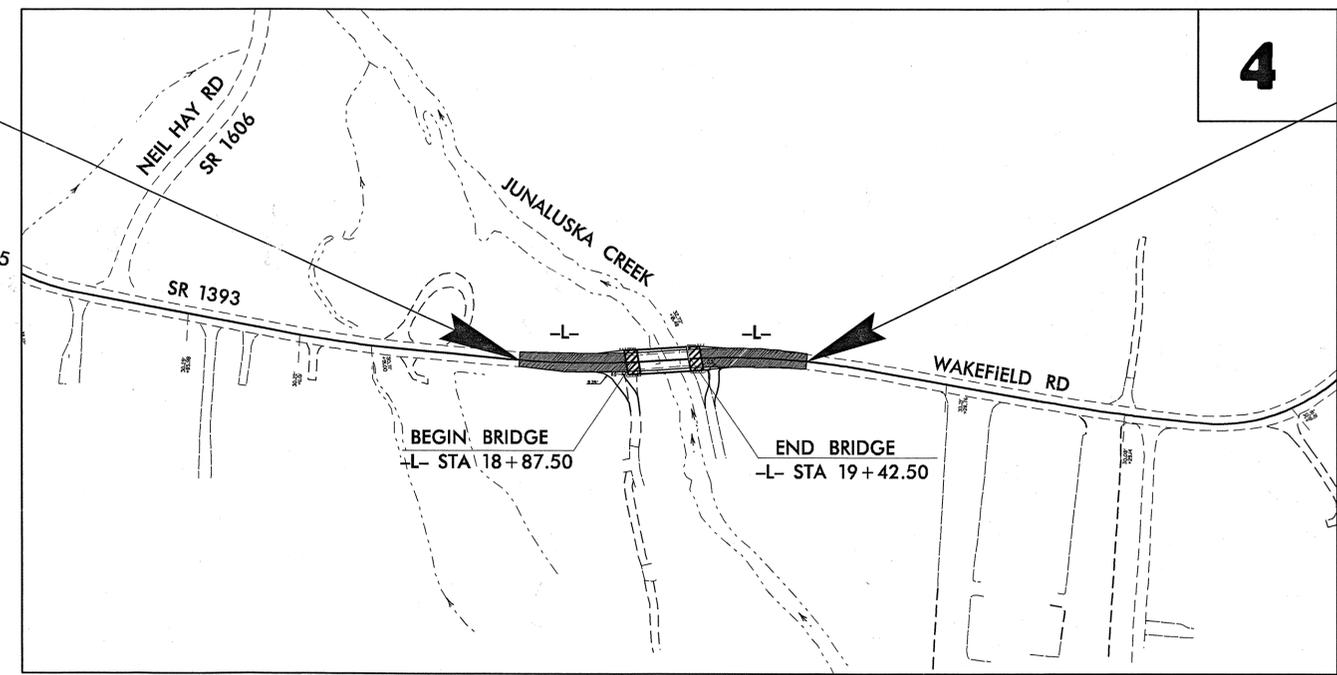 4
NEIL HAY RD
SR 1606
JUNALUSKA CREEK
5
SR 1393
-L-
-L-
WAKEFIELD RD
BEGIN BRIDGE
-L- STA 18+87.50
END BRIDGE
-L- STA 19+42.50